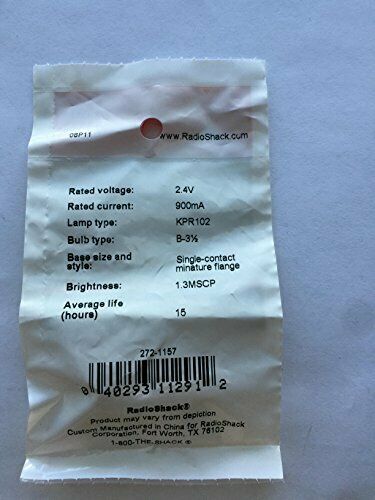 08P11
www.RadioShack.com
Rated voltage: 2.4V
Rated current: 900mA
Lamp type: KPR102
Bulb type: B-3½
Base size and Single-contact
style: minature flange
Brightness: 1.3MSCP
Average life
(hours) 15
272-1157
8 40293 11291 2
RadioShack®
Product may vary from depiction
Custom Manufactured in China for RadioShack
Corporation, Fort Worth, TX 76102
1-800-THE SHACK®